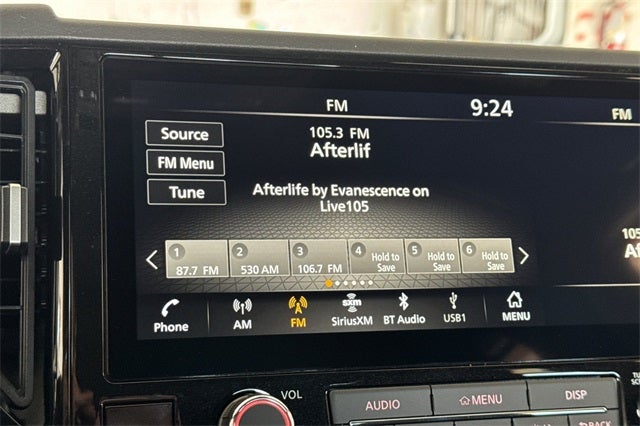 FM
9:24
FM
Source
FM Menu
Tune
105.3 FM
Afterlif
Afterlife by Evanescence on
Live105
1
87.7 FM
2
530 AM
3
106.7 FM
4
Hold to
Save
5
Hold to
Save
6
Hold to
Save
Phone
AM
FM
sxm
SiriusXM
BT Audio
USB1
MENU
VOL
AUDIO
MENU
DISP
BACK